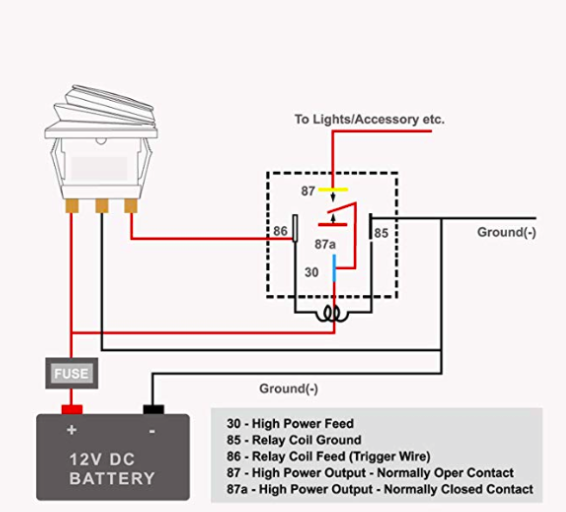 To Lights/Accessory etc.
87
86
85
87a
30
Ground(-)
FUSE
Ground(-)
+ -
12V DC
BATTERY
30 - High Power Feed
85 - Relay Coil Ground
86 - Relay Coil Feed (Trigger Wire)
87 - High Power Output - Normally Oper Contact
87a - High Power Output - Normally Closed Contact